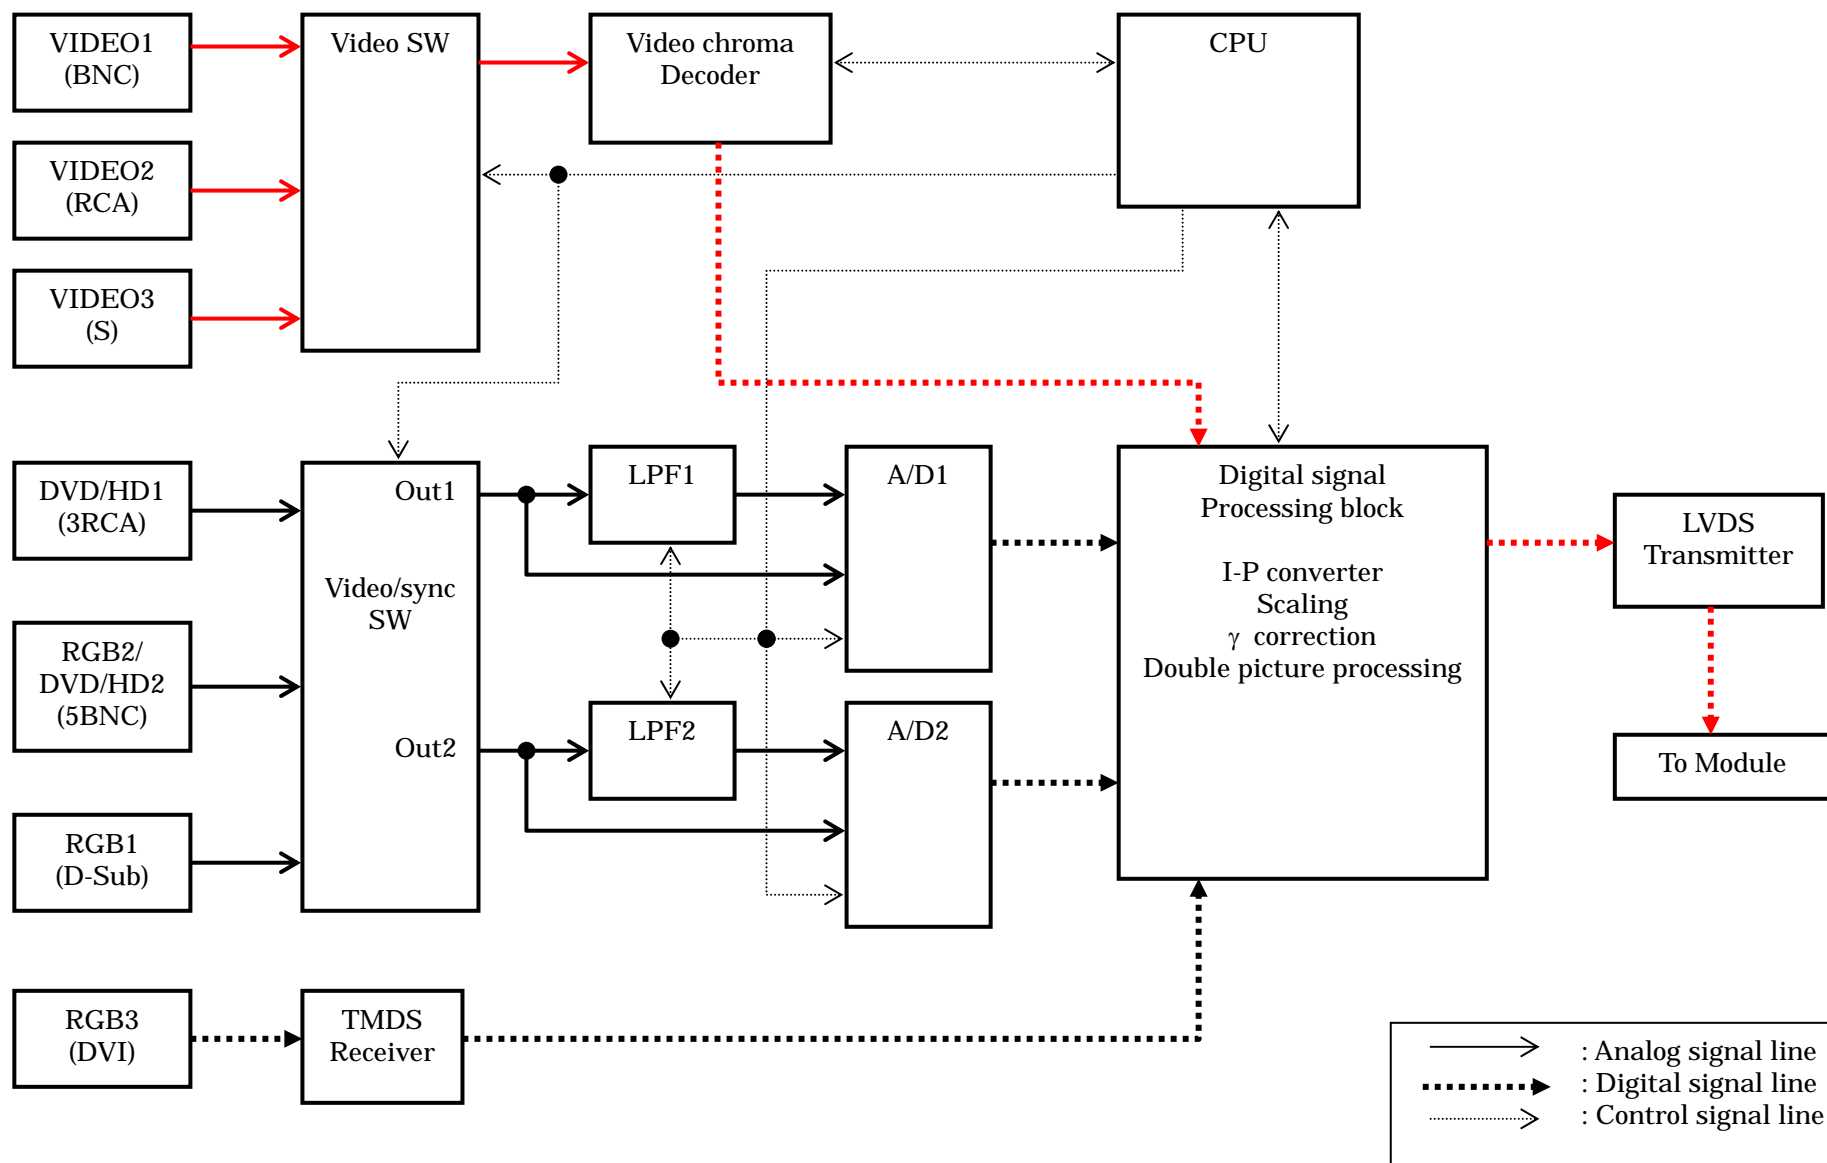 VIDEO1
(BNC)
Video SW
Video chroma
Decoder
CPU
VIDEO2
(RCA)
VIDEO3
(S)
DVD/HD1
(3RCA)
Out1
Video/sync
SW
Out2
LPF1
A/D1
Digital signal
Processing block
I-P converter
Scaling
γ correction
Double picture processing
LVDS
Transmitter
RGB2/
DVD/HD2
(5BNC)
LPF2
A/D2
To Module
RGB1
(D-Sub)
RGB3
(DVI)
TMDS
Receiver
: Analog signal line
: Digital signal line
: Control signal line